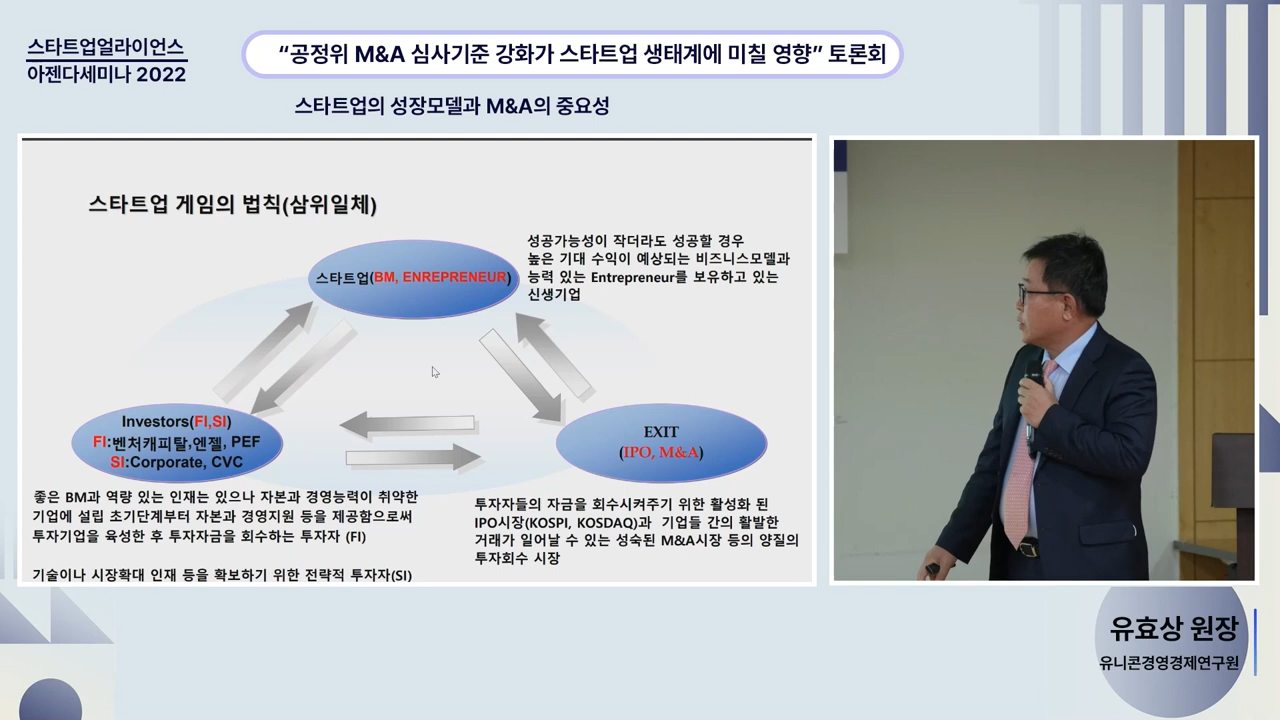 스타트업얼라이언스
아젠다세미나 2022
“공정위 M&A 심사기준 강화가 스타트업 생태계에 미칠 영향” 토론회
스타트업의 성장모델과 M&A의 중요성
스타트업 게임의 법칙(삼위일체)
스타트업(BM, ENREPRENEUR)
성공가능성이 작더라도 성공할 경우
높은 기대 수익이 예상되는 비즈니스모델과
능력 있는 Entrepreneur를 보유하고 있는
신생기업
Investors(FI,SI)
FI:벤처캐피탈,엔젤, PEF
SI:Corporate, CVC
좋은 BM과 역량 있는 인재는 있으나 자본과 경영능력이 취약한
기업에 설립 초기단계부터 자본과 경영지원 등을 제공함으로써
투자기업을 육성한 후 투자자금을 회수하는 투자자 (FI)
기술이나 시장확대 인재 등을 확보하기 위한 전략적 투자자(SI)
EXIT
(IPO, M&A)
투자자들의 자금을 회수시켜주기 위한 활성화 된
IPO시장(KOSPI, KOSDAQ)과 기업들 간의 활발한
거래가 일어날 수 있는 성숙된 M&A시장 등의 양질의
투자회수 시장
유효상 원장
유니콘경영경제연구원